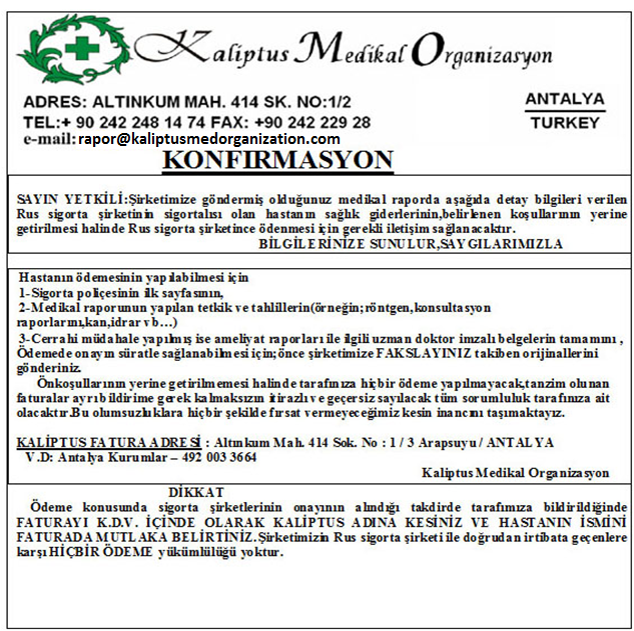 Kaliptus Medikal Organizasyon
ADRES: ALTINKUM MAH. 414 SK. NO:1/2
ANTALYA
TEL:+ 90 242 248 14 74 FAX: +90 242 229 28
TURKEY
e-mail:rapor@kaliptusmedorganization.com
KONFIRMASYON
SAYIN YETKİLİ:Şirketimize göndermiş olduğunuz medikal raporda aşağıda detay bilgileri verilen
Rus sigorta şirketinin sigortalısı olan hastanın sağlık giderlerinin,belirlenen koşullarının yerine
getirilmesi halinde Rus sigorta şirketince ödenmesi için gerekli iletişim sağlanacaktır.
BİLGİLERİNİZE SUNULUR,SAYGILARIMIZLA
Hastanın ödemesinin yapılabilmesi için
1-Sigorta poliçesinin ilk sayfasının,
2-Medikal raporunun yapılan tetkik ve tahlillerin(örneğin;röntgen,konsultasyon
raporlarını,kan,idrar vb...)
3-Cerrahi müdahale yapılmış ise ameliyat raporları ile ilgili uzman doktor imzalı belgelerin tamamını ,
Ödemede onayın süratle sağlanabilmesi için;önce şirketimize FAKSLAYINIZ takiben orijinallerini
gönderiniz.
Önkoşullarının yerine getirilmemesi halinde tarafınıza hiçbir ödeme yapılmayacak,tanzim olunan
faturalar ayrı bildirime gerek kalmaksızın itirazlı ve geçersiz sayılacak tüm sorumluluk tarafınıza ait
olacaktır.Bu olumsuzluklara hiçbir şekilde fırsat vermeyeceğimiz kesin inancını taşımaktayız.
KALİPTUS FATURA ADRESİ : Altınkum Mah. 414 Sok. No : 1 / 3 Arapsuyu / ANTALYA
V.D: Antalya Kurumlar – 492 003 3664
Kaliptus Medikal Organizasyon
DİKKAT
Ödeme konusunda sigorta şirketlerinin onayının alındığı takdirde tarafınıza bildirildiğinde
FATURAYI K.D.V. İÇİNDE OLARAK KALİPTUS ADINA KESİNİZ VE HASTANIN İSMİNİ
FATURADA MUTLAKA BELİRTİNİZ.Şirketimizin Rus sigorta şirketi ile doğrudan irtibata geçenlere
karşı HİÇBİR ÖDEME yükümlülüğü yoktur.